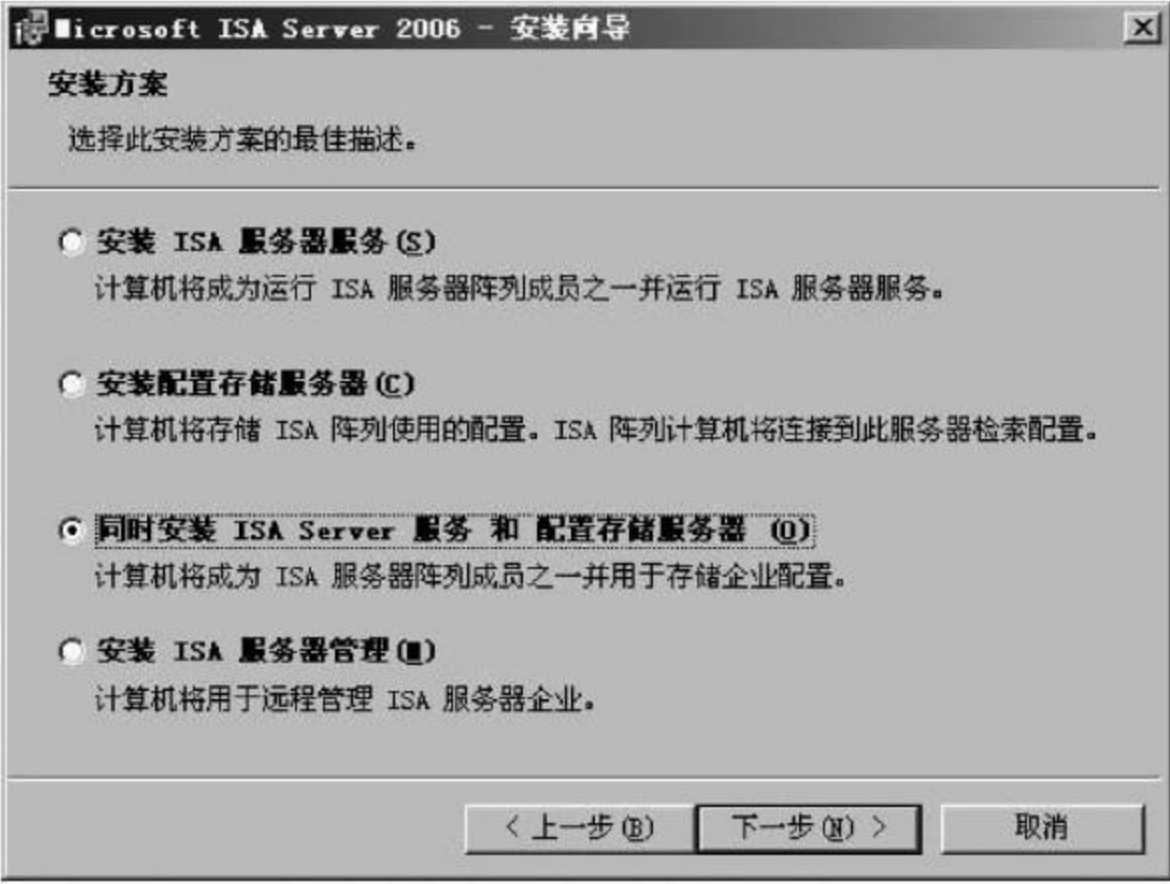 Microsoft ISA Server 2006 - 安装向导
安装方案
选择此安装方案的最佳描述。
安装 ISA 服务器服务(S)
计算机将成为运行 ISA 服务器阵列成员之一并运行 ISA 服务器服务。
安装配置存储服务器(C)
计算机将存储 ISA 阵列使用的配置。ISA 阵列计算机将连接到此服务器检索配置。
同时安装 ISA Server 服务 和 配置存储服务器 (O)
计算机将成为 ISA 服务器阵列成员之一并用于存储企业配置。
安装 ISA 服务器管理(M)
计算机将用于远程管理 ISA 服务器企业。
< 上一步(B)
下一步(N) >
取消